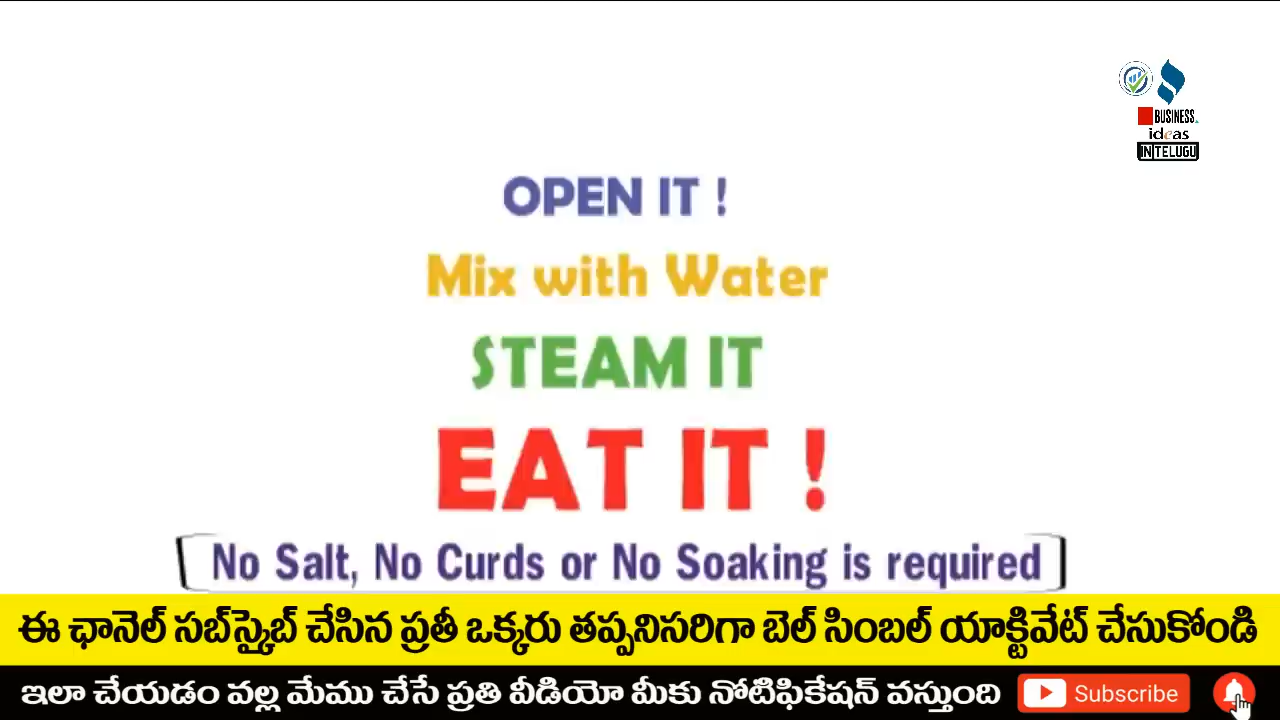 BUSINESS.
ideas
IN TELUGU
OPEN IT !
Mix with Water
STEAM IT
EAT IT !
No Salt, No Curds or No Soaking is required
ఈ ఛానెల్ సబ్‌స్క్రైబ్ చేసిన ప్రతీ ఒక్కరు తప్పనిసరిగా బెల్ సింబల్ యాక్టివేట్ చేసుకోండి
ఇలా చేయడం వల్ల మేము చేసే ప్రతి వీడియో మీకు నోటిఫికేషన్ వస్తుంది
Subscribe